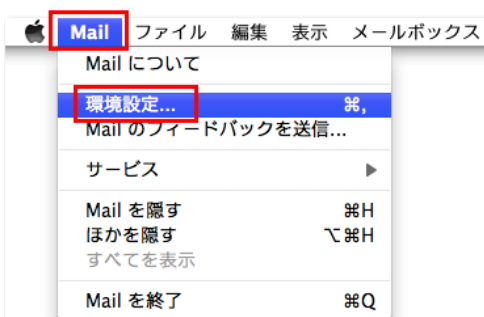 Mail ファイル 編集 表示 メールボックス
Mail について
環境設定... ⌘,
Mail のフィードバックを送信...
サービス
Mail を隠す ⌘H
ほかを隠す ⌥⌘H
すべてを表示
Mail を終了 ⌘Q